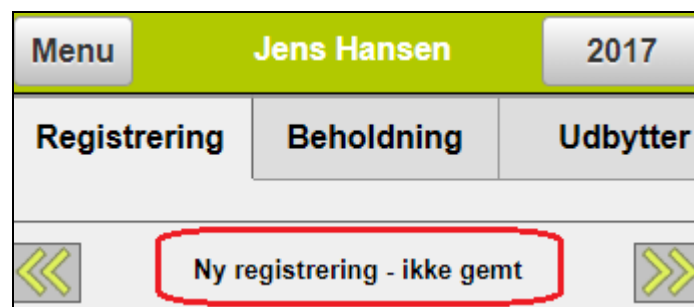 Menu Jens Hansen 2017
Registrering Beholdning Udbytter
Ny registrering - ikke gemt